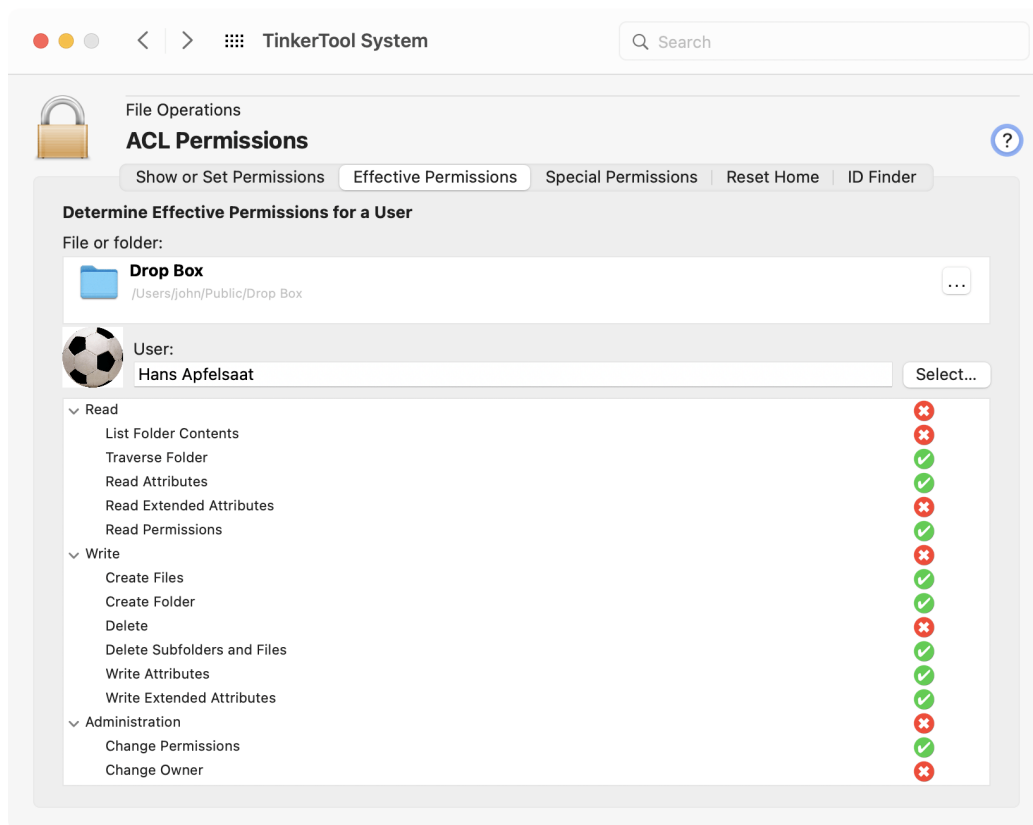 TinkerTool System
Search
File Operations
ACL Permissions
?
Show or Set Permissions Effective Permissions Special Permissions Reset Home ID Finder
Determine Effective Permissions for a User
File or folder:
Drop Box
/Users/john/Public/Drop Box
...
User:
Hans Apfelsaat
Select...
Read
List Folder Contents
Traverse Folder
Read Attributes
Read Extended Attributes
Read Permissions
Write
Create Files
Create Folder
Delete
Delete Subfolders and Files
Write Attributes
Write Extended Attributes
Administration
Change Permissions
Change Owner